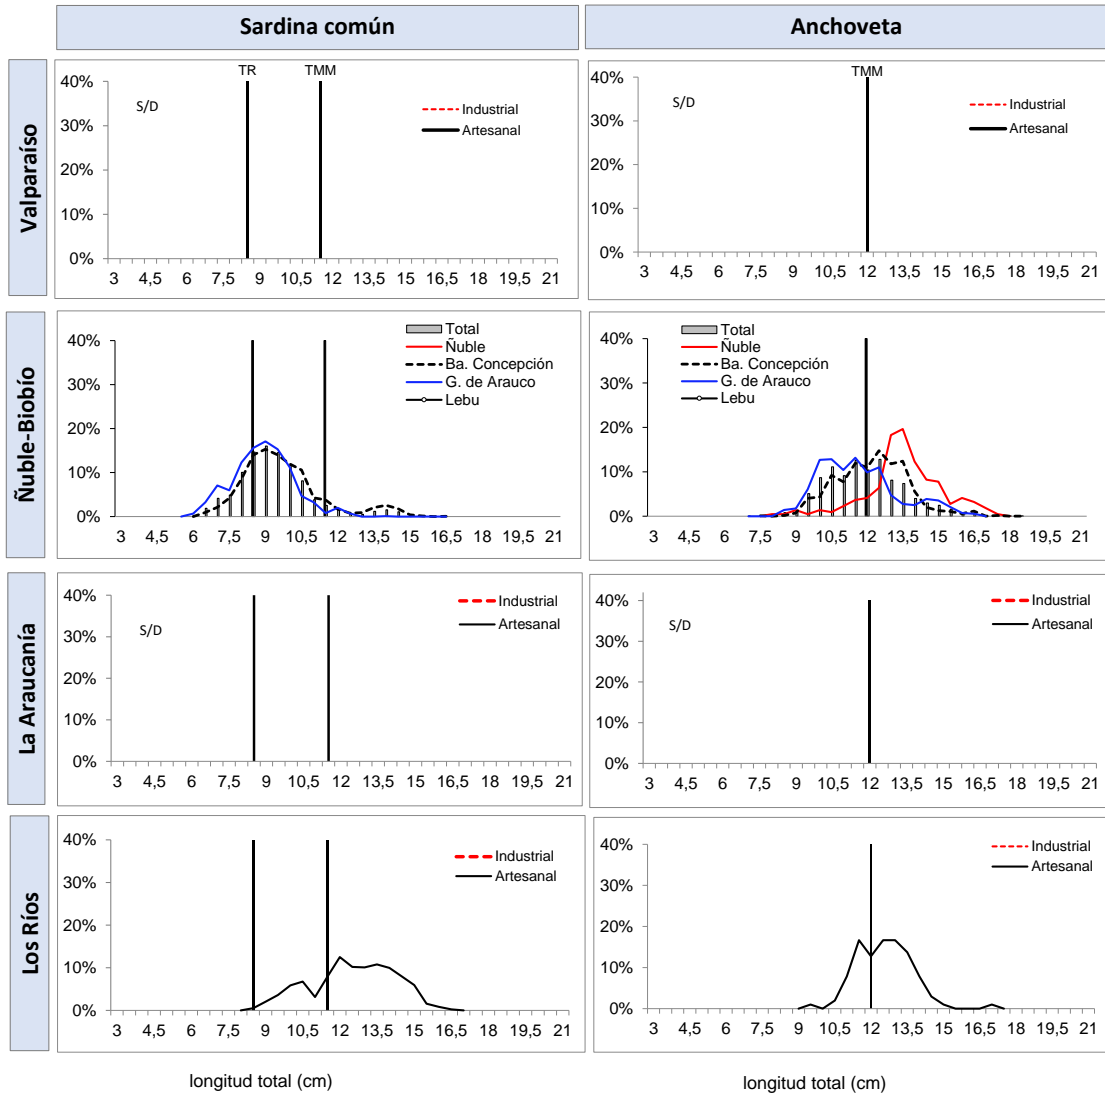 Sardina común
Anchoveta
Valparaíso
TR
TMM
S/D
Industrial
Artesanal
40%
30%
20%
10%
0%
3 4,5 6 7,5 9 10,5 12 13,5 15 16,5 18 19,5 21
TMM
S/D
Industrial
Artesanal
40%
30%
20%
10%
0%
3 4,5 6 7,5 9 10,5 12 13,5 15 16,5 18 19,5 21
Ñuble-Biobío
Total
Ñuble
Ba. Concepción
G. de Arauco
Lebu
40%
30%
20%
10%
0%
3 4,5 6 7,5 9 10,5 12 13,5 15 16,5 18 19,5 21
Total
Ñuble
Ba. Concepción
G. de Arauco
Lebu
40%
30%
20%
10%
0%
3 4,5 6 7,5 9 10,5 12 13,5 15 16,5 18 19,5 21
La Araucanía
S/D
Industrial
Artesanal
40%
30%
20%
10%
0%
3 4,5 6 7,5 9 10,5 12 13,5 15 16,5 18 19,5 21
S/D
Industrial
Artesanal
40%
30%
20%
10%
0%
3 4,5 6 7,5 9 10,5 12 13,5 15 16,5 18 19,5 21
Los Ríos
Industrial
Artesanal
40%
30%
20%
10%
0%
3 4,5 6 7,5 9 10,5 12 13,5 15 16,5 18 19,5 21
Industrial
Artesanal
40%
30%
20%
10%
0%
3 4,5 6 7,5 9 10,5 12 13,5 15 16,5 18 19,5 21
longitud total (cm)
longitud total (cm)